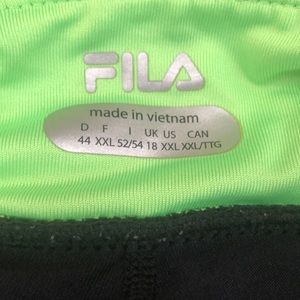 FILA
made in vietnam
D F I UK US CAN
44 XXL 52/54 18 XXL XXL/TTG